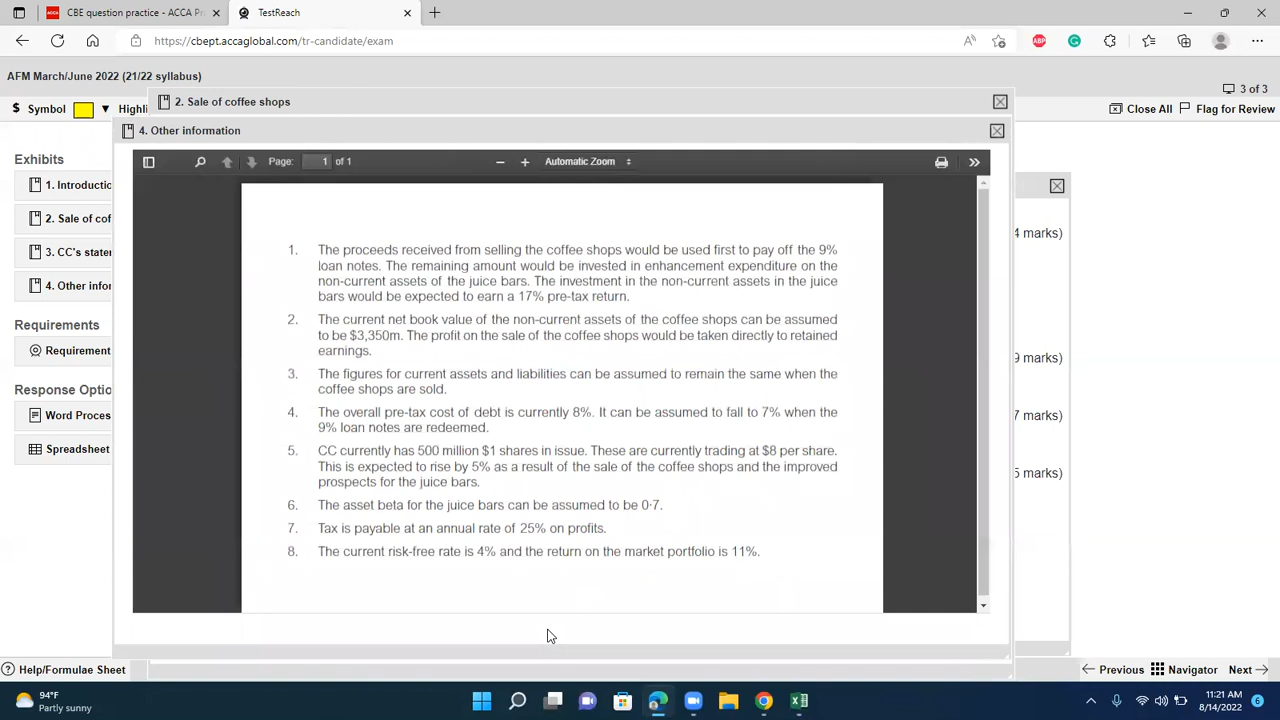 CBE question practice - ACCA Pr
TestReach
https://cbept.accaglobal.com/tr-candidate/exam
AFM March/June 2022 (21/22 syllabus)
3 of 3
$ Symbol Highli
Close All Flag for Review
2. Sale of coffee shops
4. Other information
Exhibits
1. Introductic
2. Sale of cof
3. CC's stater
4. Other infor
Requirements
Requirement
Response Optio
Word Proces
Spreadsheet
Page: 1 of 1
Automatic Zoom
1. The proceeds received from selling the coffee shops would be used first to pay off the 9%
loan notes. The remaining amount would be invested in enhancement expenditure on the
non-current assets of the juice bars. The investment in the non-current assets in the juice
bars would be expected to earn a 17% pre-tax return.
2. The current net book value of the non-current assets of the coffee shops can be assumed
to be $3,350m. The profit on the sale of the coffee shops would be taken directly to retained
earnings.
3. The figures for current assets and liabilities can be assumed to remain the same when the
coffee shops are sold.
4. The overall pre-tax cost of debt is currently 8%. It can be assumed to fall to 7% when the
9% loan notes are redeemed.
5. CC currently has 500 million $1 shares in issue. These are currently trading at $8 per share.
This is expected to rise by 5% as a result of the sale of the coffee shops and the improved
prospects for the juice bars.
6. The asset beta for the juice bars can be assumed to be 0·7.
7. Tax is payable at an annual rate of 25% on profits.
8. The current risk-free rate is 4% and the return on the market portfolio is 11%.
4 marks)
9 marks)
7 marks)
5 marks)
Help/Formulae Sheet
Previous Navigator Next
94°F
Partly sunny
11:21 AM
8/14/2022
6